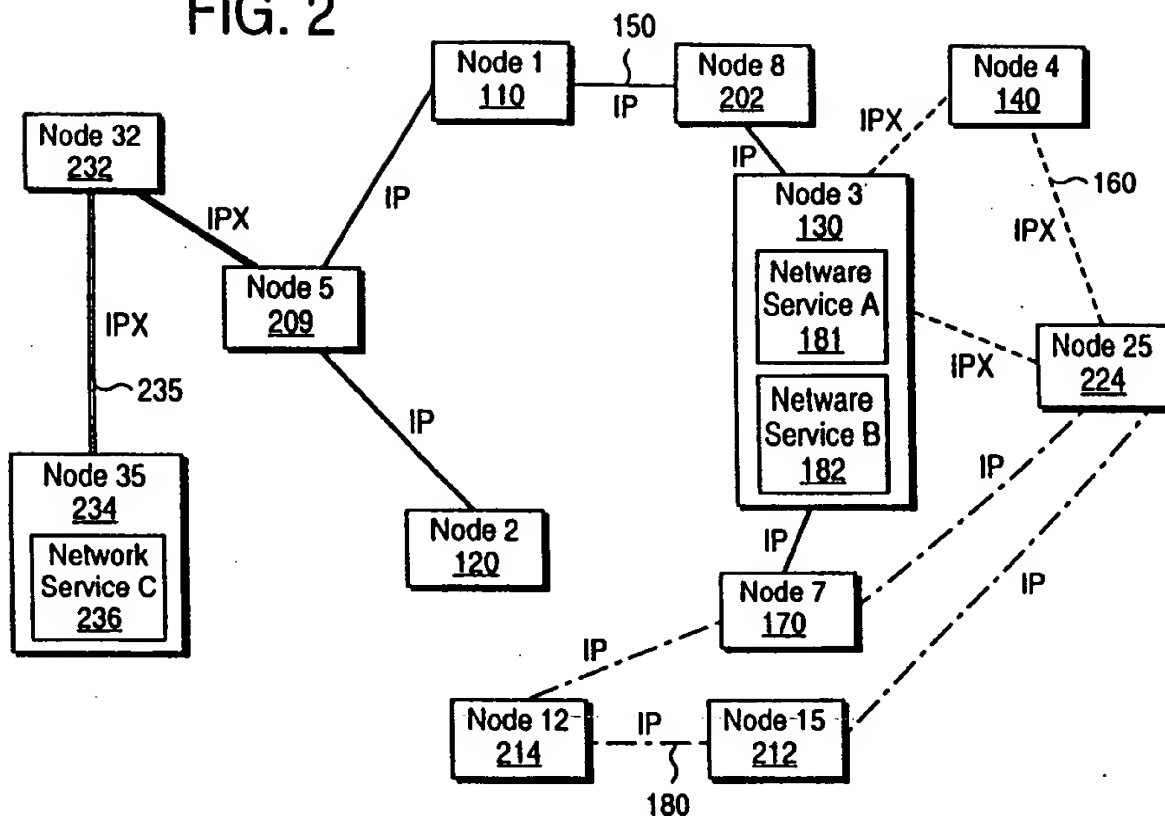 FIG. 2
150
Node 1
110
IP
Node 8
202
Node 4
140
IPX
IP
160
IPX
Node 32
232
IPX
IP
Node 5
209
Node 3
130
Netware
Service A
181
Netware
Service B
182
IPX
Node 25
224
IPX
235
IP
Node 35
234
Network
Service C
236
Node 2
120
IP
Node 7
170
IP
IP
IP
Node 12
214
IP
Node 15
212
180